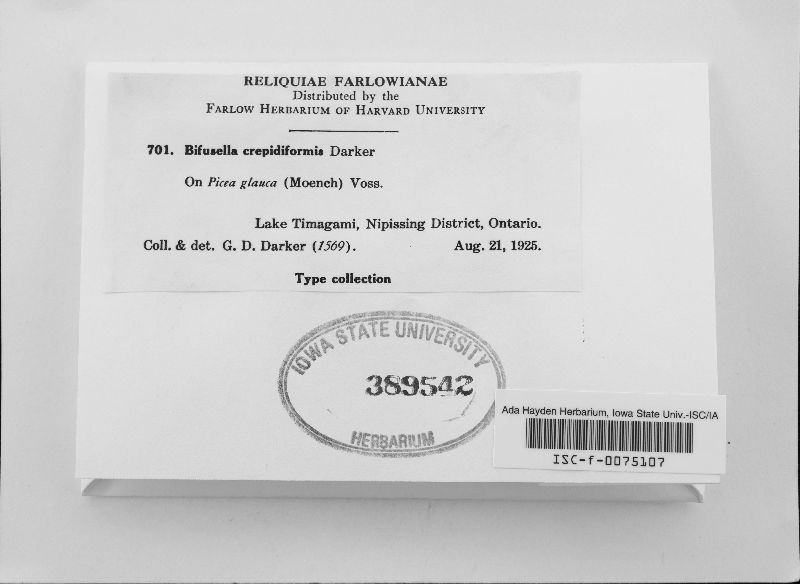 RELIQUIAE FARLOWIANAE
Distributed by the
FARLOW HERBARIUM OF HARVARD UNIVERSITY
701. Bifusella crepidiformis Darker
On Picea glauca (Moench) Voss.
Lake Timagami, Nipissing District, Ontario.
Coll. & det. G. D. Darker (1569). Aug. 21, 1925.
Type collection
IOWA STATE UNIVERSITY
389542
HERBARIUM
Ada Hayden Herbarium, Iowa State Univ.-ISC/IA
ISC-f-0075107